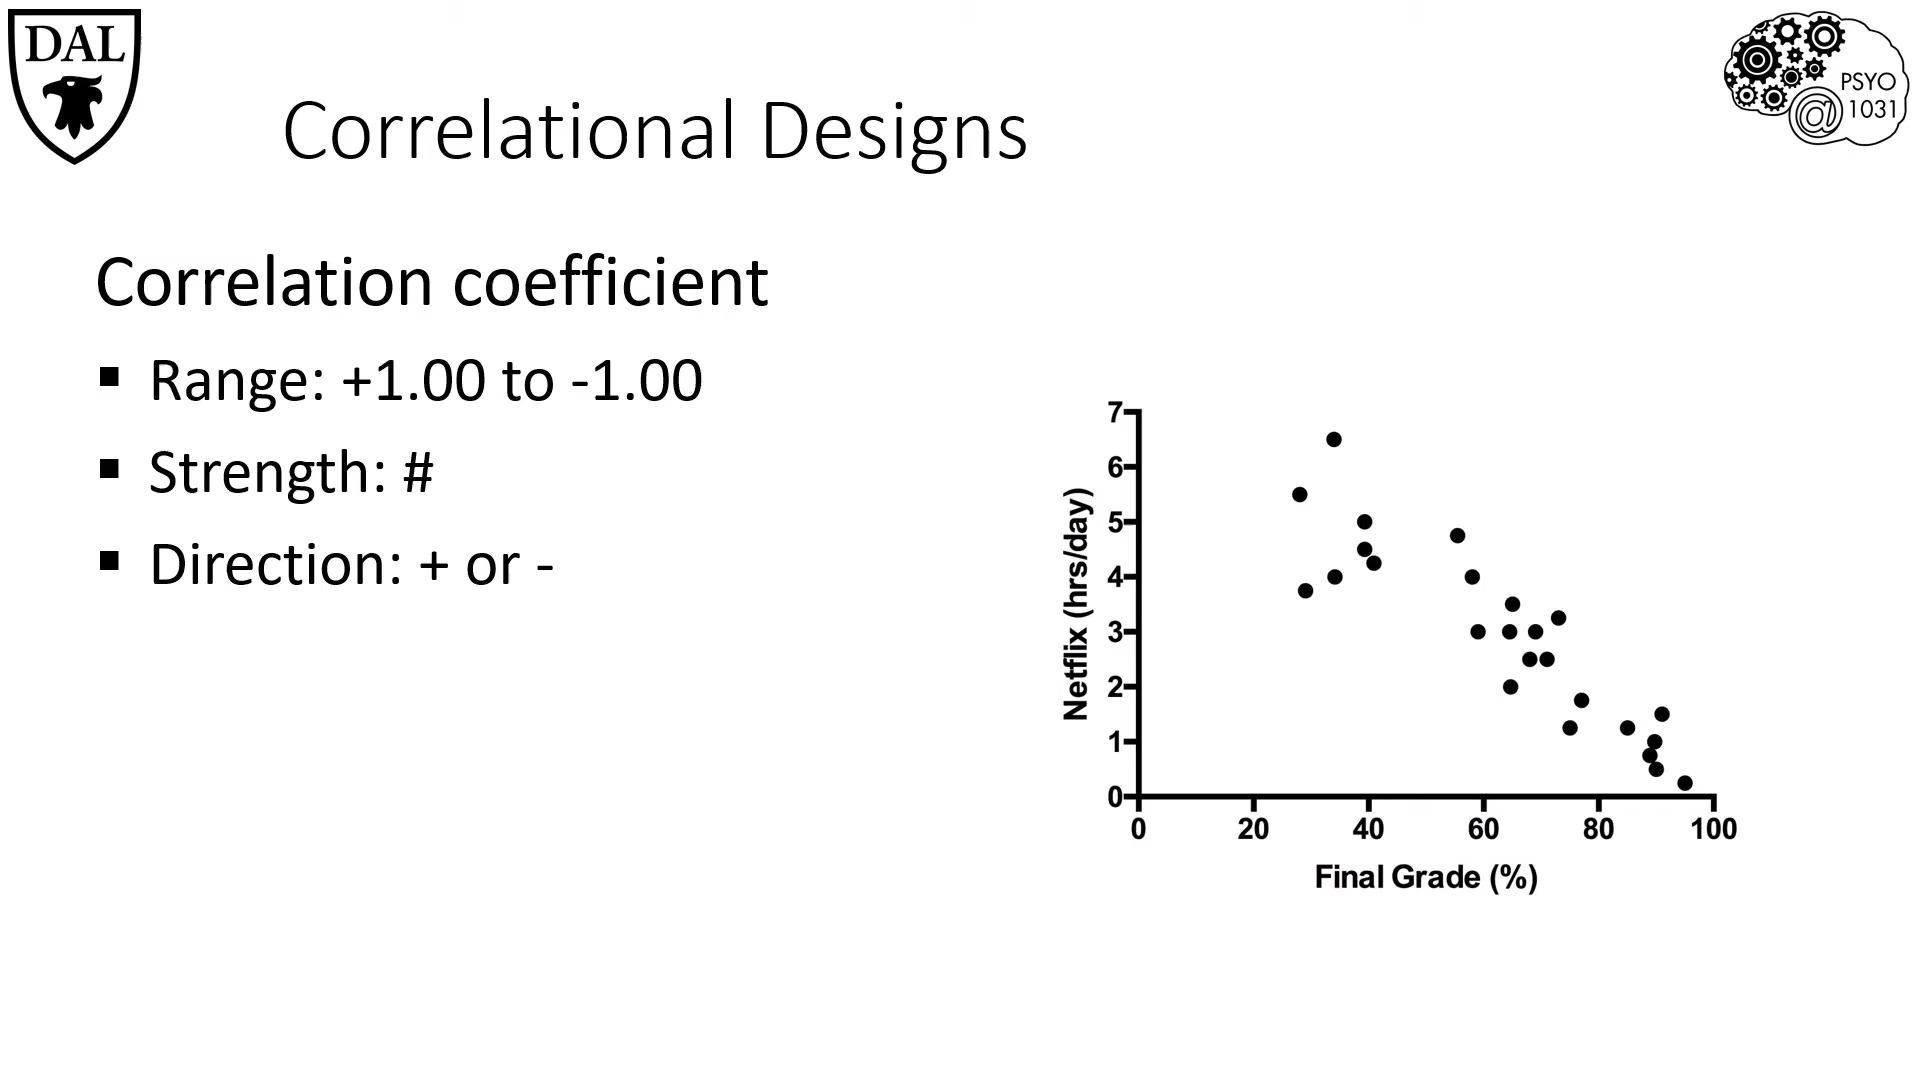 DAL
PSYO
@ 1031
Correlational Designs
Correlation coefficient
▪ Range: +1.00 to -1.00
▪ Strength: #
▪ Direction: + or -
7
6
5
4
3
2
1
0
Netflix (hrs/day)
0 20 40 60 80 100
Final Grade (%)